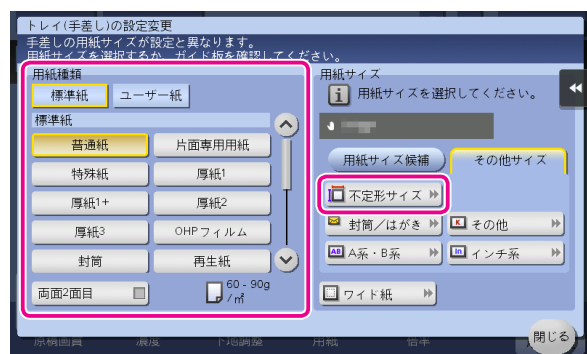 トレイ(手差し)の設定変更
手差しの用紙サイズが設定と異なります。
用紙サイズを選択するか、ガイド板を確認してください。
用紙種類
標準紙 ユーザー紙
標準紙
普通紙 片面専用用紙
特殊紙 厚紙1
厚紙1+ 厚紙2
厚紙3 OHPフィルム
封筒 再生紙
両面2面目 60 - 90g
/㎡
用紙サイズ
用紙サイズを選択してください。
用紙サイズ候補 その他サイズ
不定形サイズ
封筒/はがき その他
A系・B系 インチ系
ワイド紙
閉じる
原稿画質 濃度 下地調整 用紙 倍率